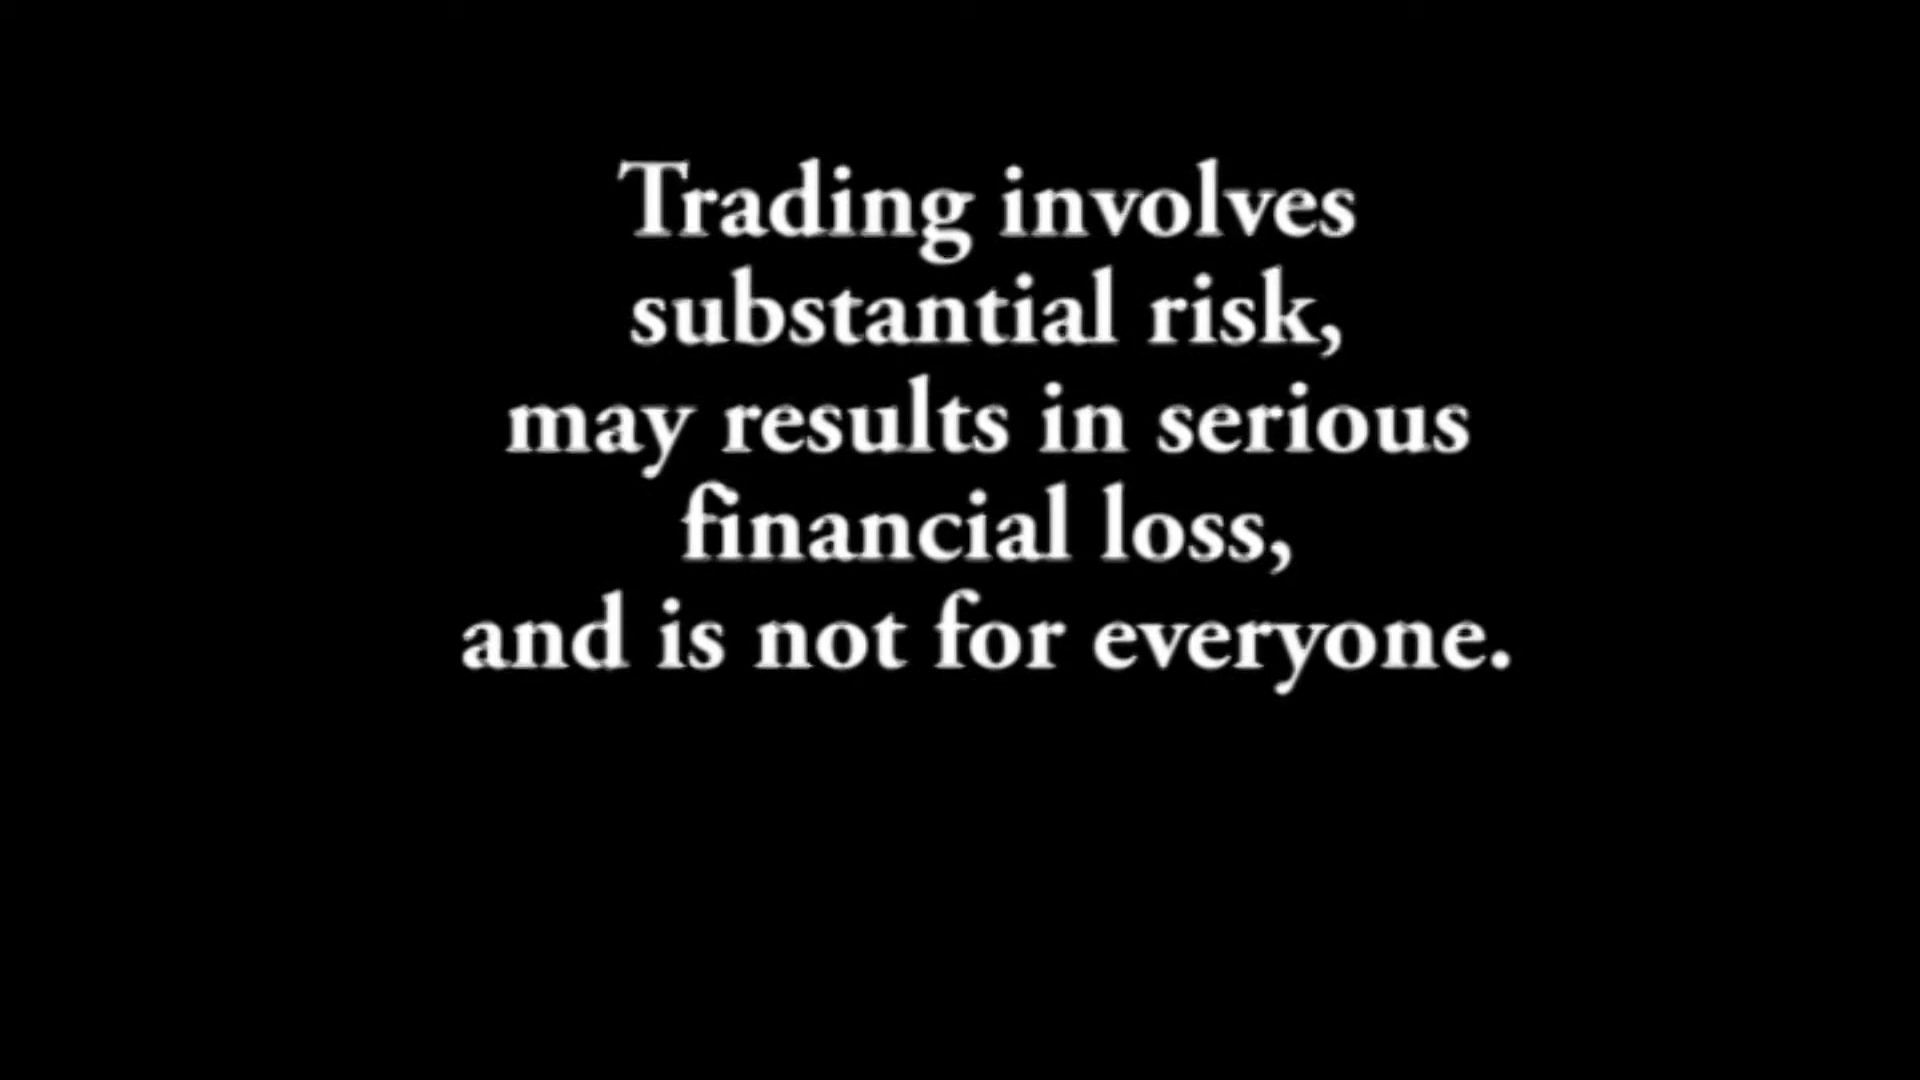 Trading involves
substantial risk,
may results in serious
financial loss,
and is not for everyone.